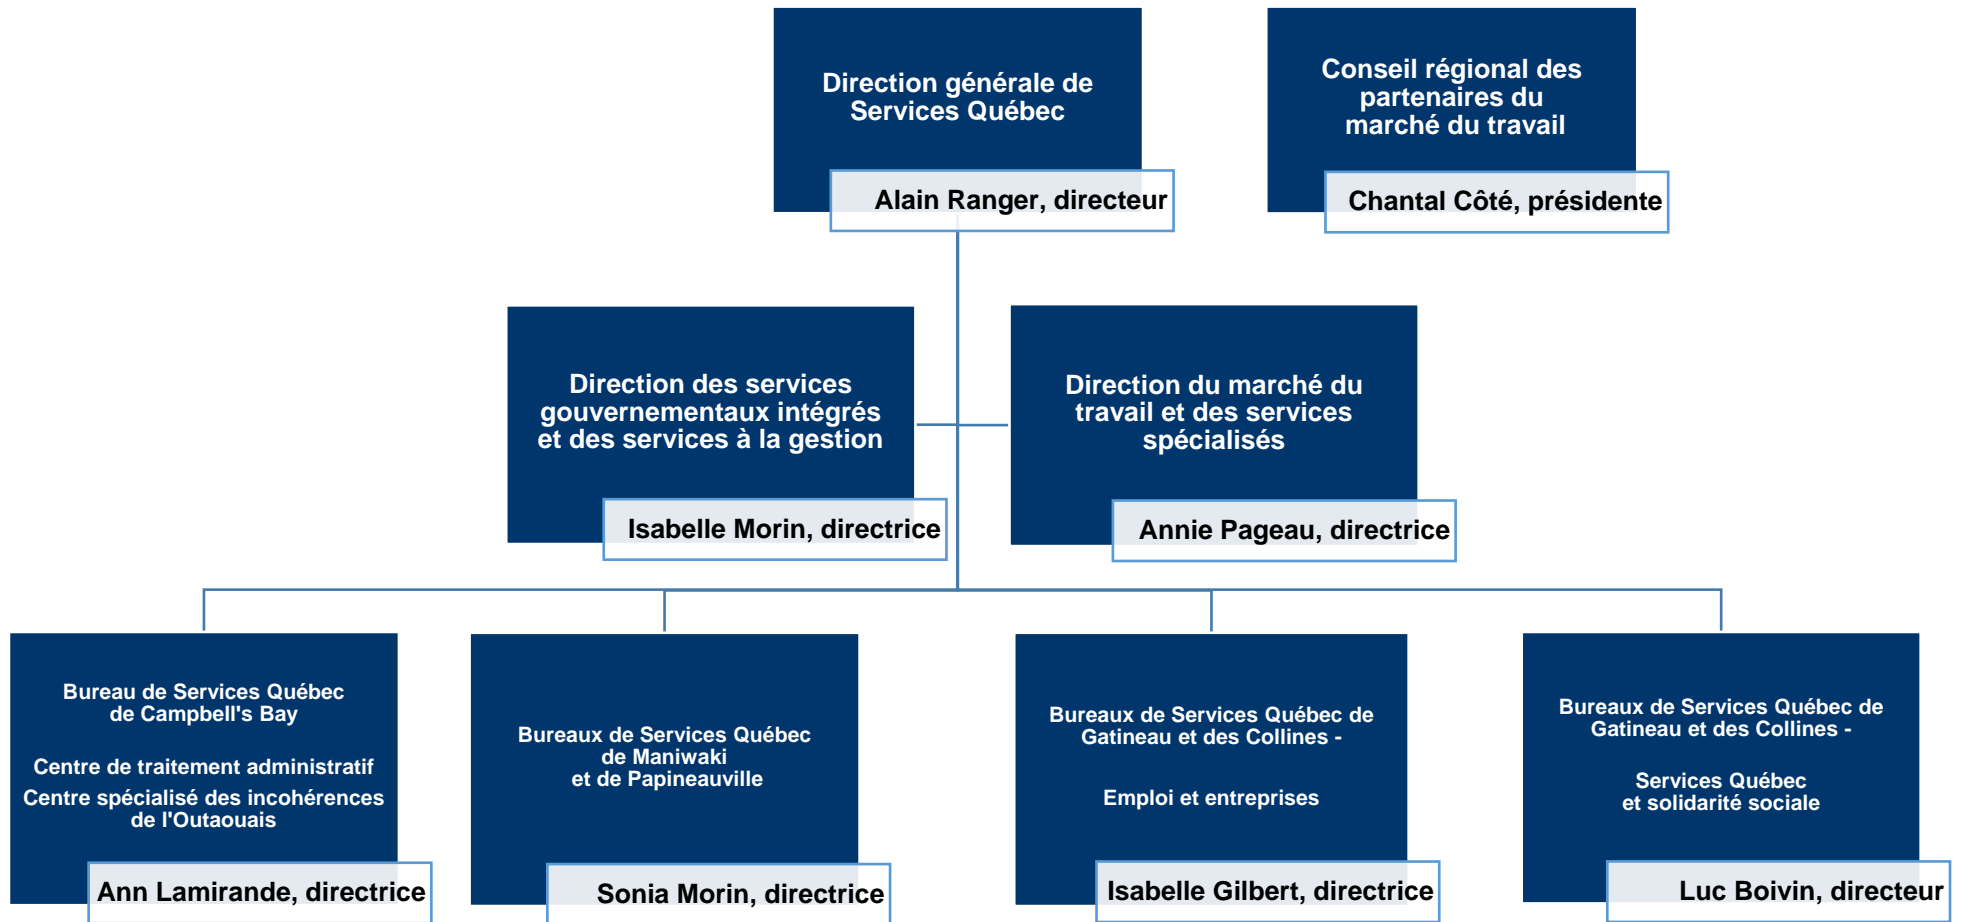 Direction générale de
Services Québec
Alain Ranger, directeur
Conseil régional des
partenaires du
marché du travail
Chantal Côté, présidente
Direction des services
gouvernementaux intégrés
et des services à la gestion
Isabelle Morin, directrice
Direction du marché du
travail et des services
spécialisés
Annie Pageau, directrice
Bureau de Services Québec
de Campbell's Bay
Centre de traitement administratif
Centre spécialisé des incohérences
de l'Outaouais
Ann Lamirande, directrice
Bureaux de Services Québec
de Maniwaki
et de Papineauville
Sonia Morin, directrice
Bureaux de Services Québec de
Gatineau et des Collines -
Emploi et entreprises
Isabelle Gilbert, directrice
Bureaux de Services Québec de
Gatineau et des Collines -
Services Québec
et solidarité sociale
Luc Boivin, directeur